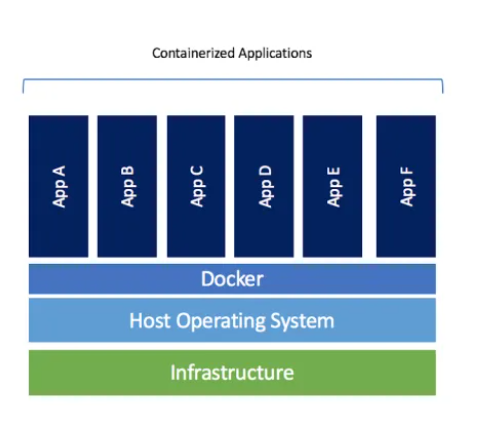 Containerized Applications
App A
App B
App C
App D
App E
App F
Docker
Host Operating System
Infrastructure